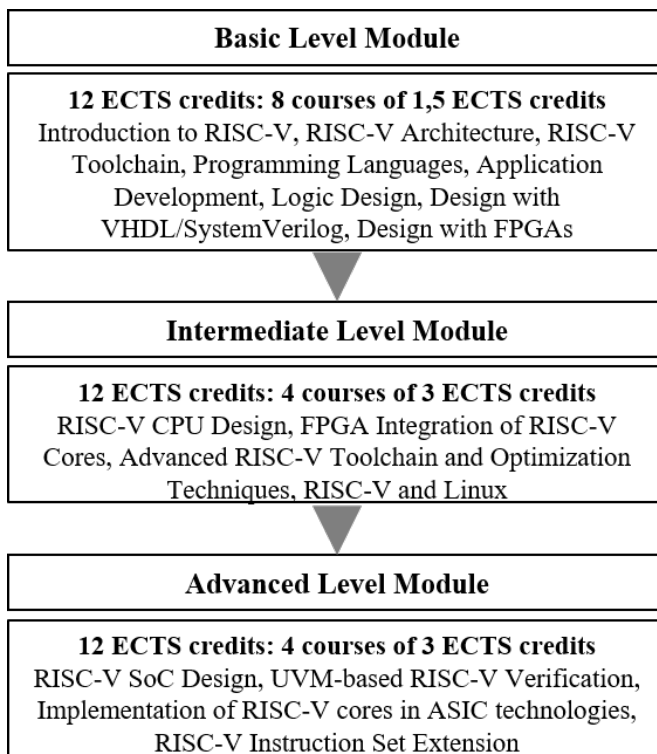 Basic Level Module
12 ECTS credits: 8 courses of 1,5 ECTS credits
Introduction to RISC-V, RISC-V Architecture, RISC-V
Toolchain, Programming Languages, Application
Development, Logic Design, Design with
VHDL/SystemVerilog, Design with FPGAs
Intermediate Level Module
12 ECTS credits: 4 courses of 3 ECTS credits
RISC-V CPU Design, FPGA Integration of RISC-V
Cores, Advanced RISC-V Toolchain and Optimization
Techniques, RISC-V and Linux
Advanced Level Module
12 ECTS credits: 4 courses of 3 ECTS credits
RISC-V SoC Design, UVM-based RISC-V Verification,
Implementation of RISC-V cores in ASIC technologies,
RISC-V Instruction Set Extension